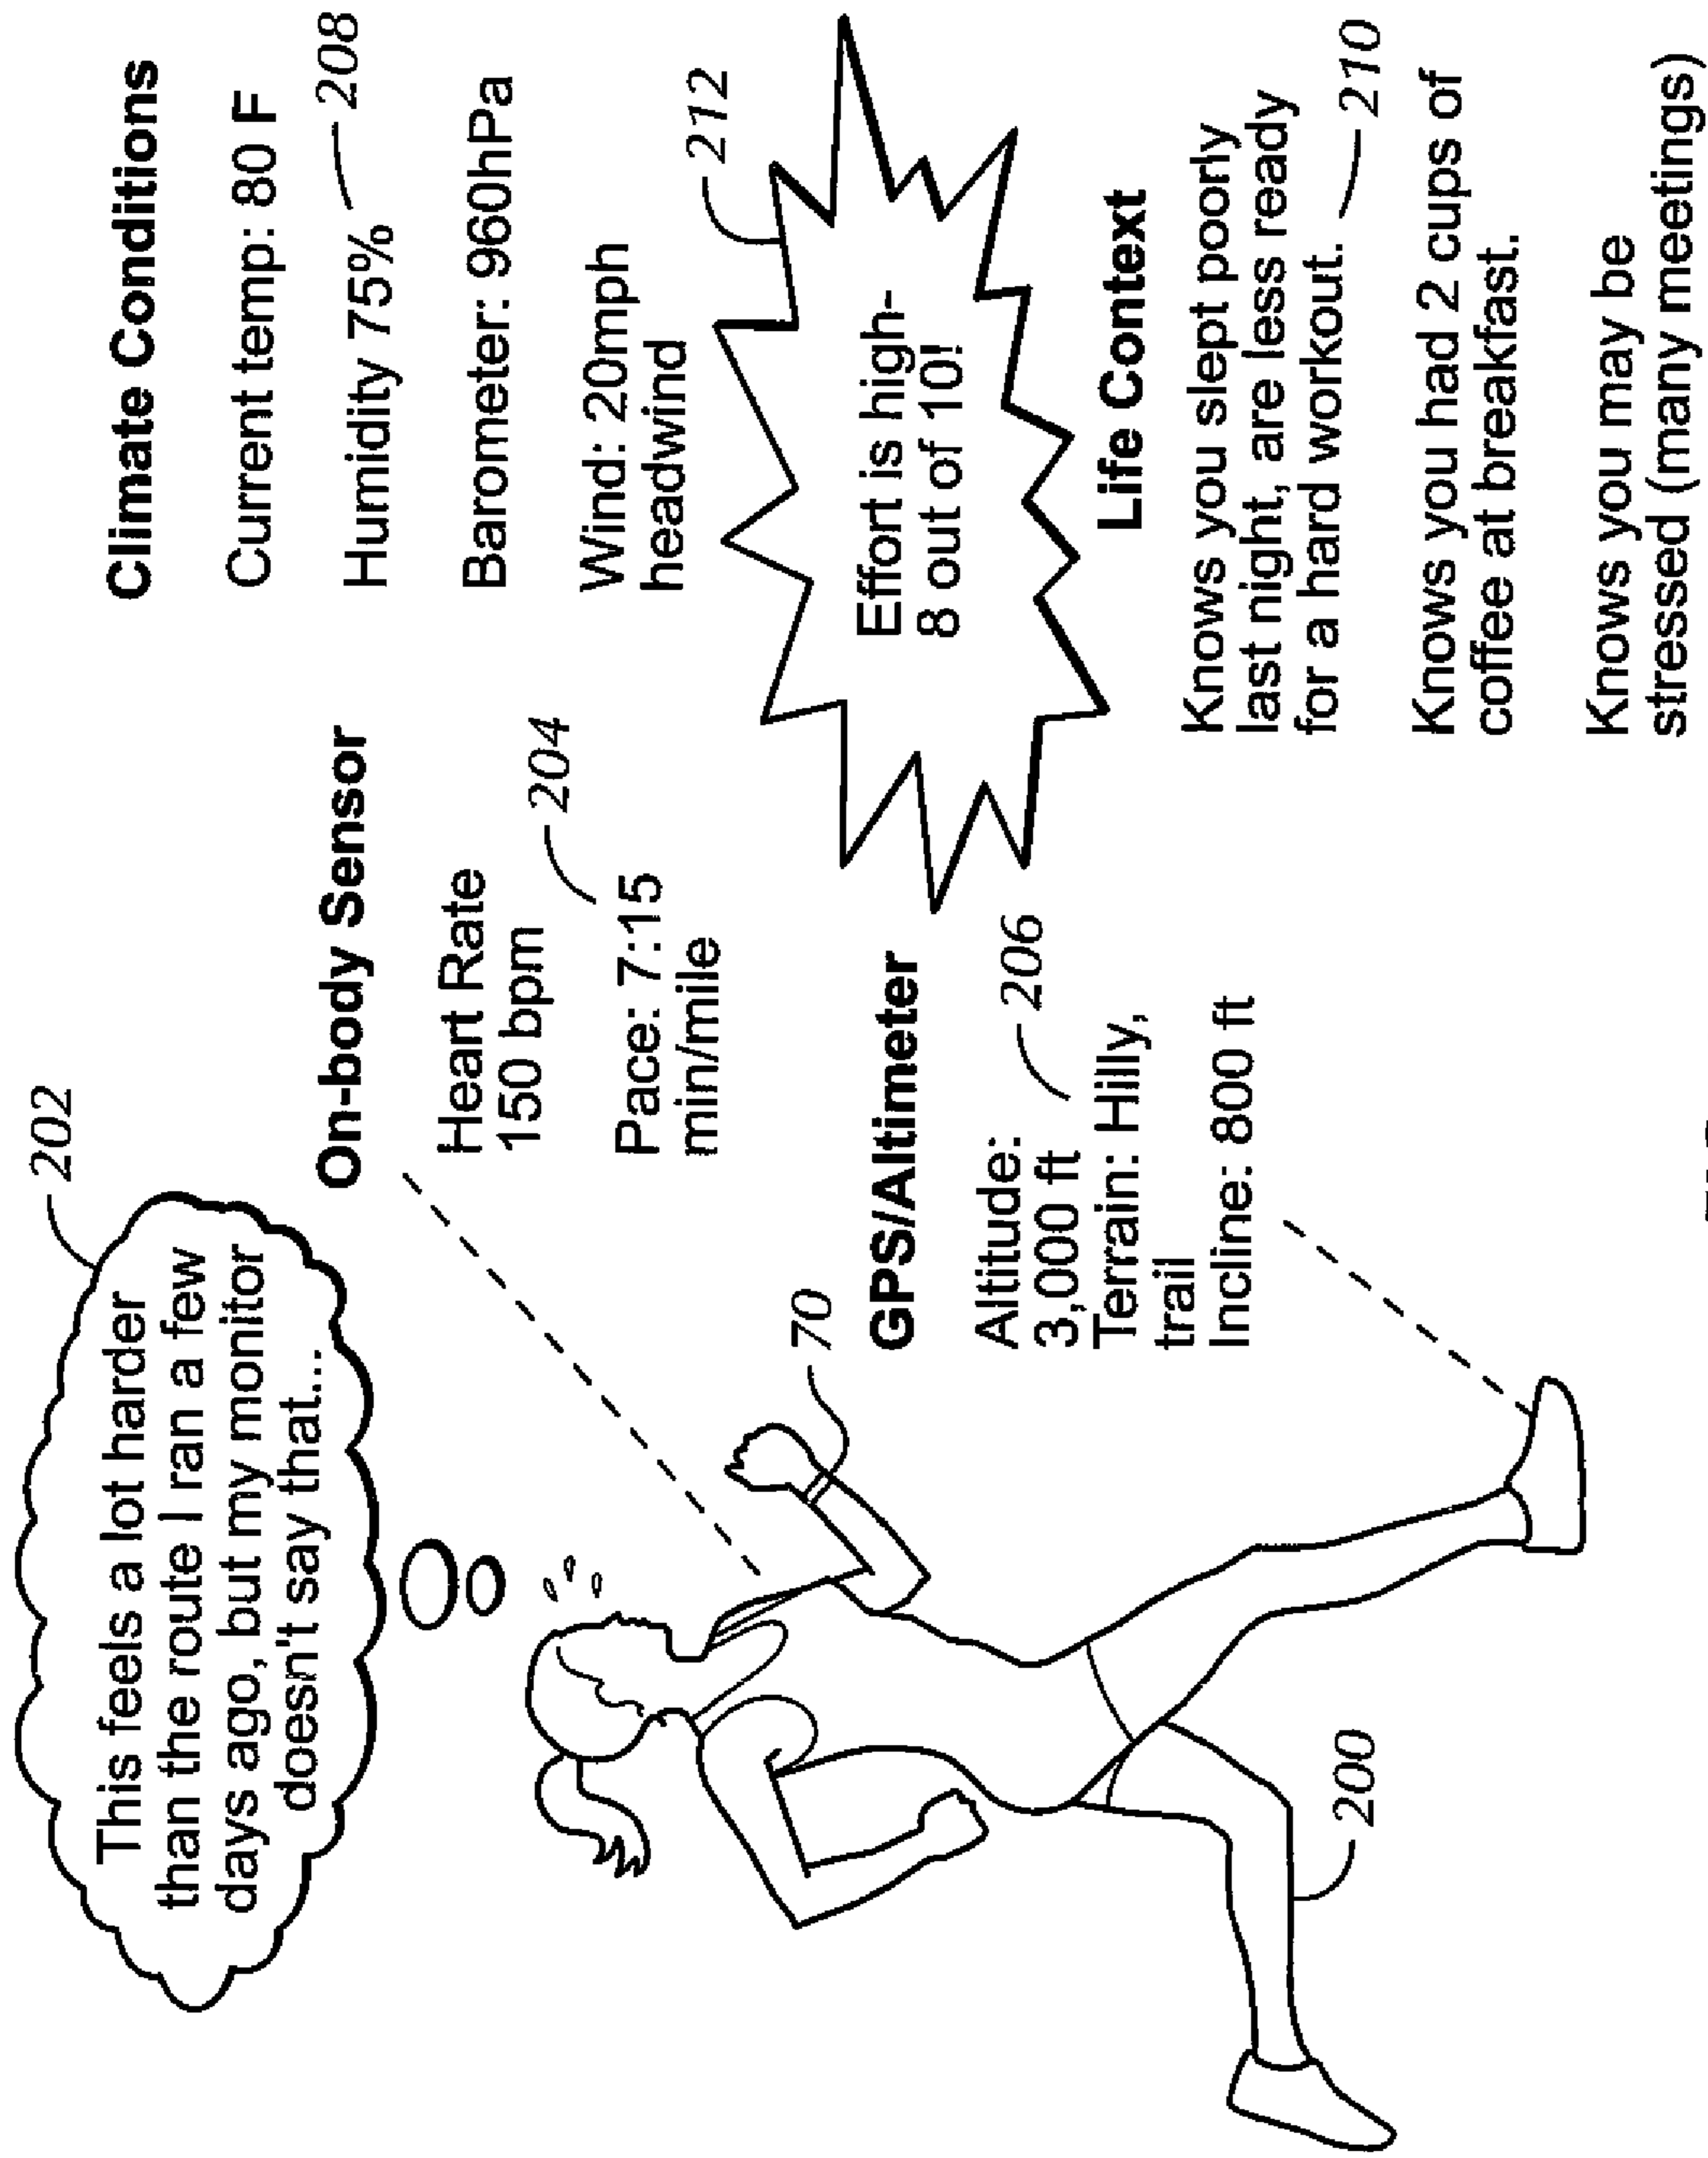 202
This feels a lot harder
than the route I ran a few
days ago, but my monitor
doesn't say that...
On-body Sensor
Heart Rate
150 bpm
204
Pace: 7:15
min/mile
Climate Conditions
Current temp: 80 F
Humidity 75%
208
Barometer: 960hPa
Wind: 20mph
headwind
212
Effort is high-
8 out of 10!
70
GPS/Altimeter
Altitude:
3,000 ft
206
Terrain: Hilly,
trail
Incline: 800 ft
Life Context
Knows you slept poorly
last night, are less ready
for a hard workout.
210
Knows you had 2 cups of
coffee at breakfast.
Knows you may be
stressed (many meetings)
200